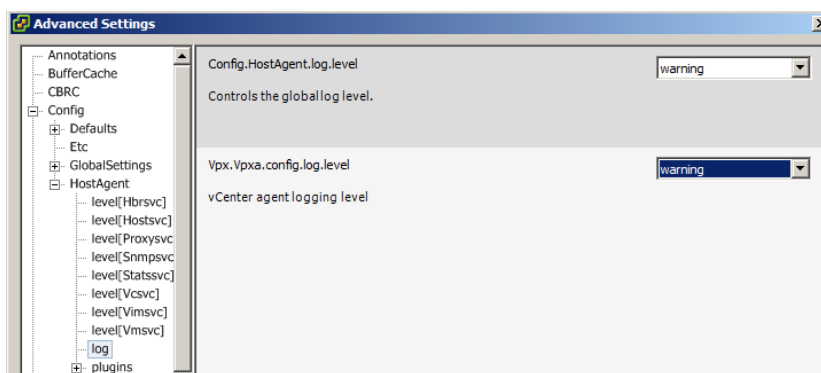 Advanced Settings
Annotations
BufferCache
CBRC
Config
Defaults
Etc
GlobalSettings
HostAgent
level[Hbrsvc]
level[Hostsvc]
level[Proxysvc
level[Snmpsvc
level[Statssvc]
level[Vcsvc]
level[Vimsvc]
level[Vmsvc]
log
plugins
Config.HostAgent.log.level
warning
Controls the global log level.
Vpx.Vpxa.config.log.level
warning
vCenter agent logging level